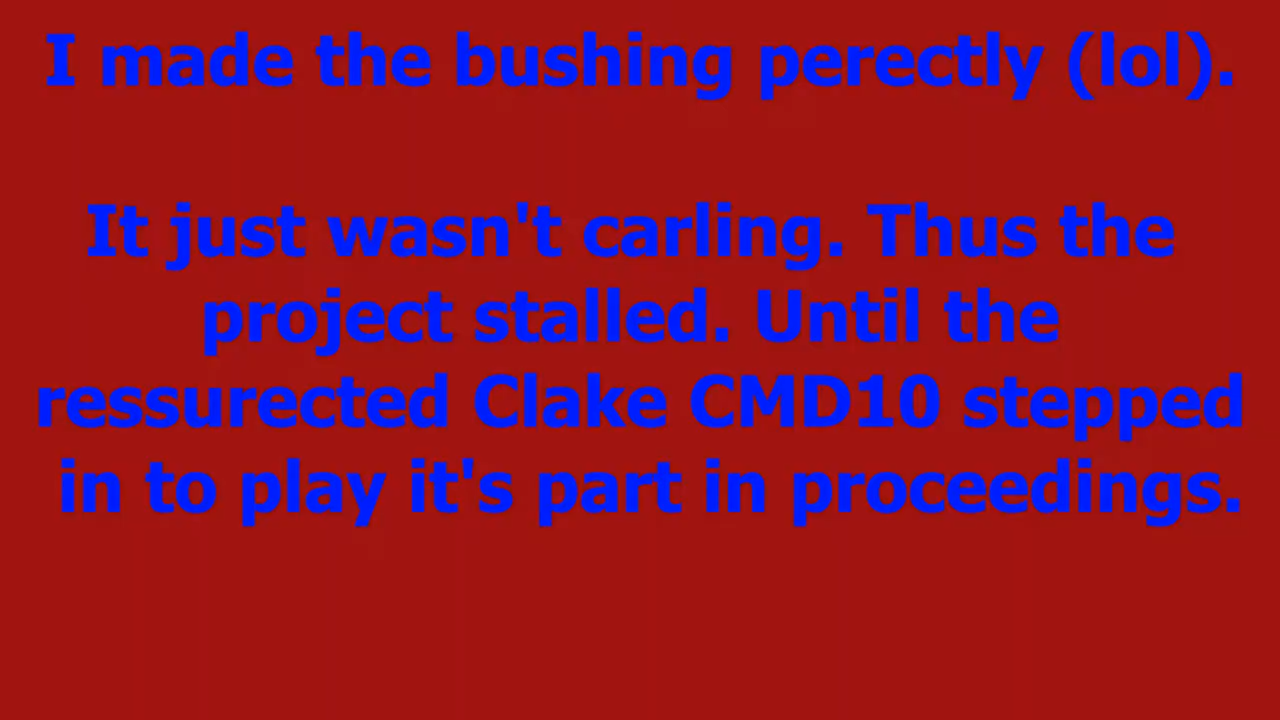 I made the bushing perectly (lol).
It just wasn't carling. Thus the
project stalled. Until the
ressurected Clake CMD10 stepped
in to play it's part in proceedings.